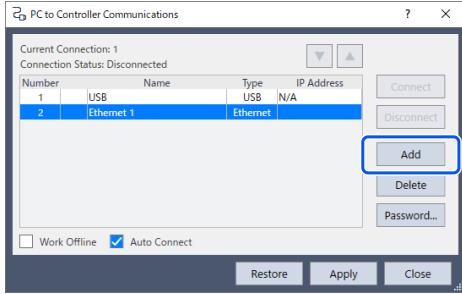 PC to Controller Communications ? ×
Current Connection: 1
Connection Status: Disconnected
Number Name Type IP Address
1 USB USB N/A
2 Ethernet 1 Ethernet
Connect
Disconnect
Add
Delete
Password...
Work Offline Auto Connect
Restore Apply Close